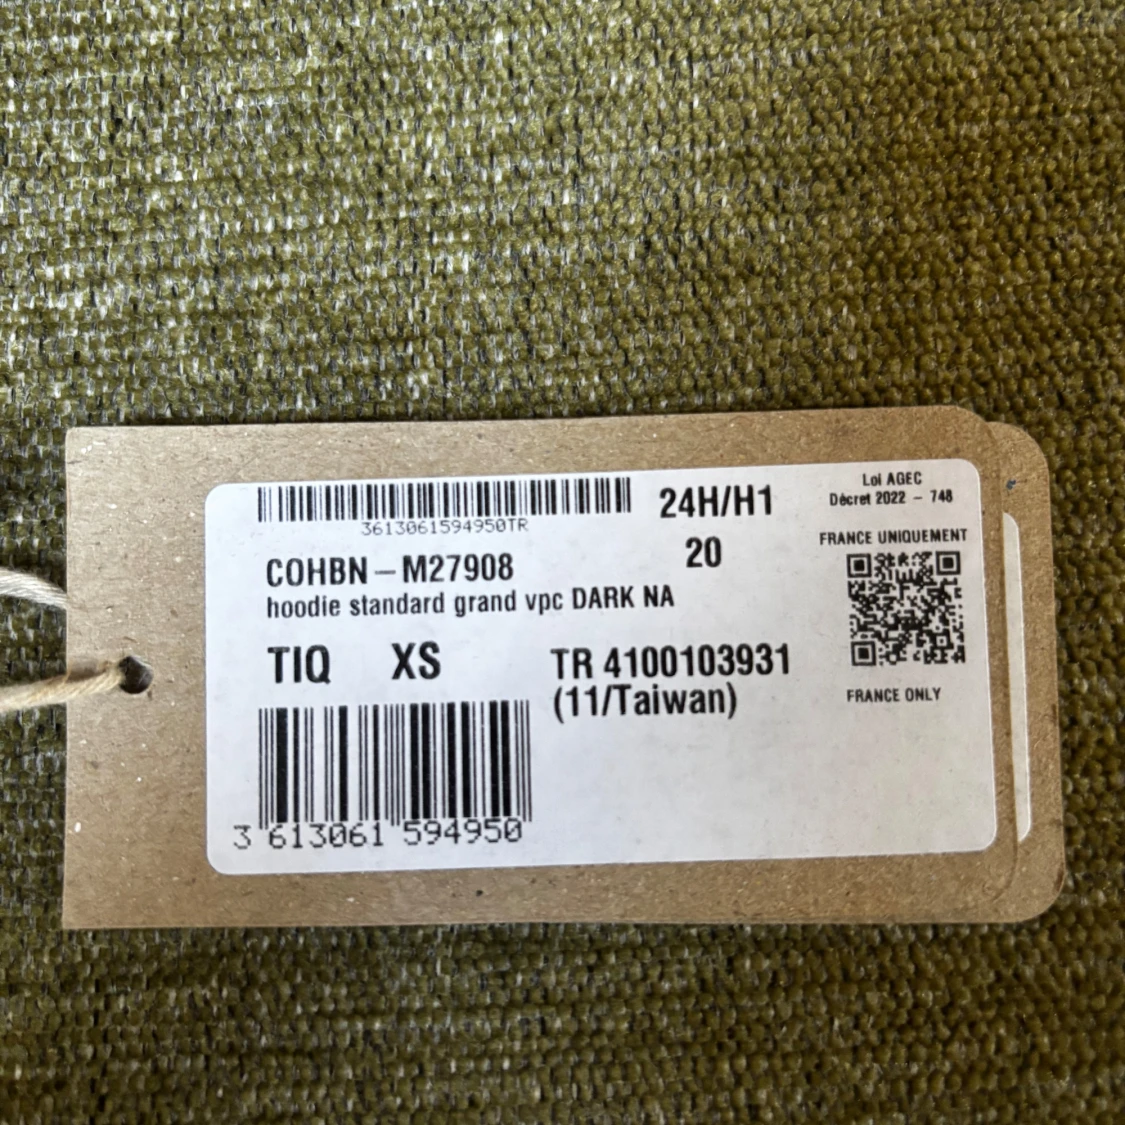 3613061594950TR
24H/H1
20
COHBN – M27908
hoodie standard grand vpc DARK NA
TIQ XS
TR 4100103931
(11/Taiwan)
3 613061 594950
Loi AGEC
Décret 2022 – 748
FRANCE UNIQUEMENT
FRANCE ONLY